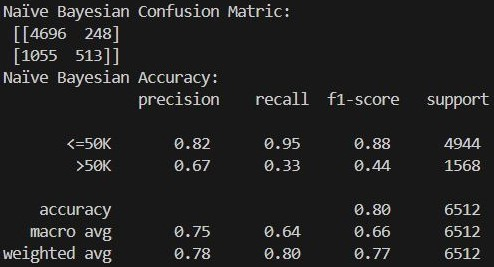 Naïve Bayesian Confusion Matric:
[[4696 248]
[1055 513]]
Naïve Bayesian Accuracy:
precision recall f1-score support
<=50K 0.82 0.95 0.88 4944
>50K 0.67 0.33 0.44 1568
accuracy 0.80 6512
macro avg 0.75 0.64 0.66 6512
weighted avg 0.78 0.80 0.77 6512